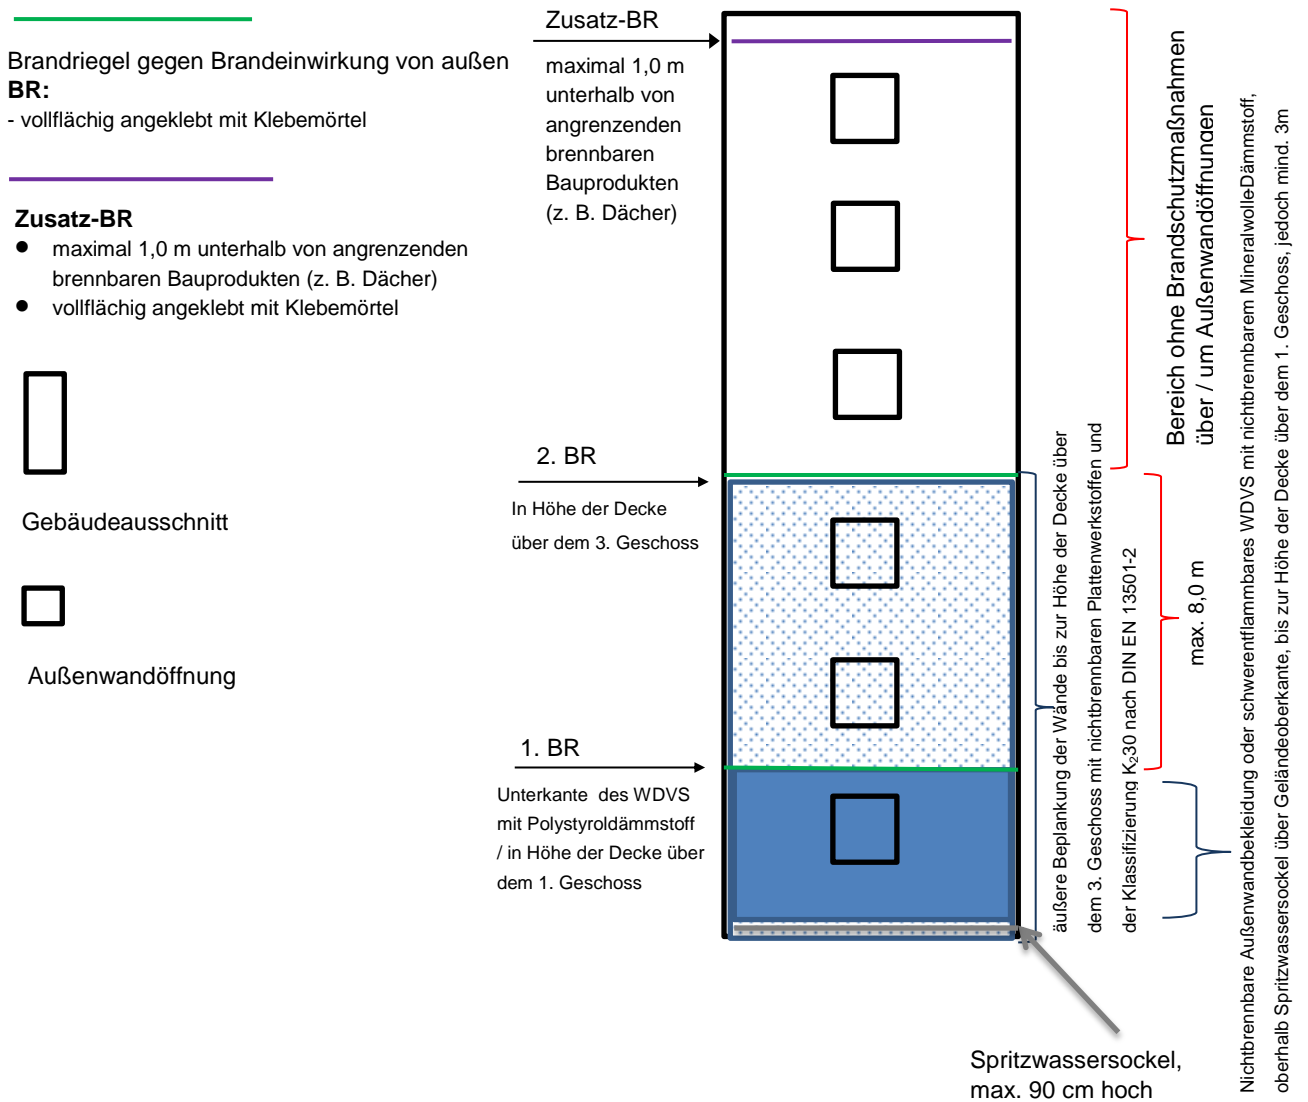 Brandriegel gegen Brandeinwirkung von außen
BR:
- vollflächig angeklebt mit Klebemörtel
Zusatz-BR
● maximal 1,0 m unterhalb von angrenzenden
brennbaren Bauprodukten (z. B. Dächer)
● vollflächig angeklebt mit Klebemörtel
Gebäudeausschnitt
Außenwandöffnung
Zusatz-BR
maximal 1,0 m
unterhalb von
angrenzenden
brennbaren
Bauprodukten
(z. B. Dächer)
2. BR
In Höhe der Decke
über dem 3. Geschoss
1. BR
Unterkante des WDVS
mit Polystyroldämmstoff
/ in Höhe der Decke über
dem 1. Geschoss
Spritzwassersockel,
max. 90 cm hoch
äußere Beplankung der Wände bis zur Höhe der Decke über
dem 3. Geschoss mit nichtbrennbaren Plattenwerkstoffen und
der Klassifizierung K₂30 nach DIN EN 13501-2
max. 8,0 m
Bereich ohne Brandschutzmaßnahmen
über / um Außenwandöffnungen
Nichtbrennbare Außenwandbekleidung oder schwerentflammbares WDVS mit nichtbrennbarem Mineralwolle-Dämmstoff,
oberhalb Spritzwassersockel über Geländeoberkante, bis zur Höhe der Decke über dem 1. Geschoss, jedoch mind. 3m